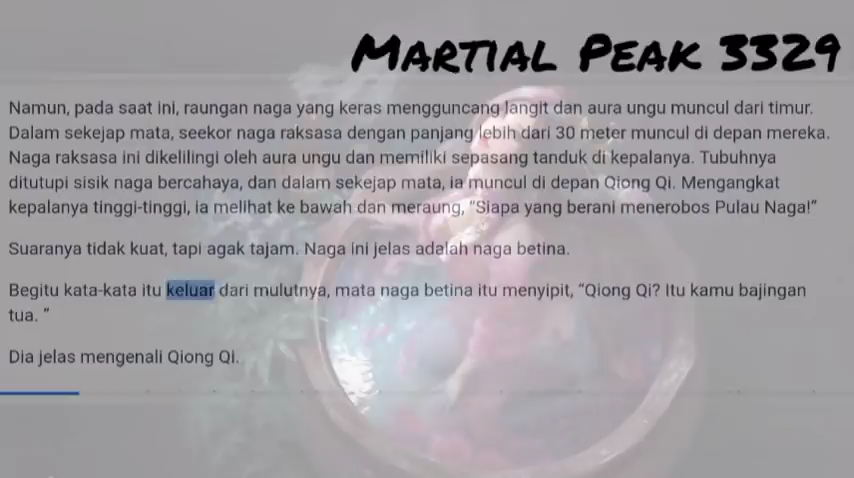 MARTIAL PEAK 3329
Namun, pada saat ini, raungan naga yang keras mengguncang langit dan aura ungu muncul dari timur.
Dalam sekejap mata, seekor naga raksasa dengan panjang lebih dari 30 meter muncul di depan mereka.
Naga raksasa ini dikelilingi oleh aura ungu dan memiliki sepasang tanduk di kepalanya. Tubuhnya
ditutupi sisik naga bercahaya, dan dalam sekejap mata, ia muncul di depan Qiong Qi. Mengangkat
kepalanya tinggi-tinggi, ia melihat ke bawah dan meraung, “Siapa yang berani menerobos Pulau Naga!”
Suaranya tidak kuat, tapi agak tajam. Naga ini jelas adalah naga betina.
Begitu kata-kata itu keluar dari mulutnya, mata naga betina itu menyipit, “Qiong Qi? Itu kamu bajingan
tua. ”
Dia jelas mengenali Qiong Qi.